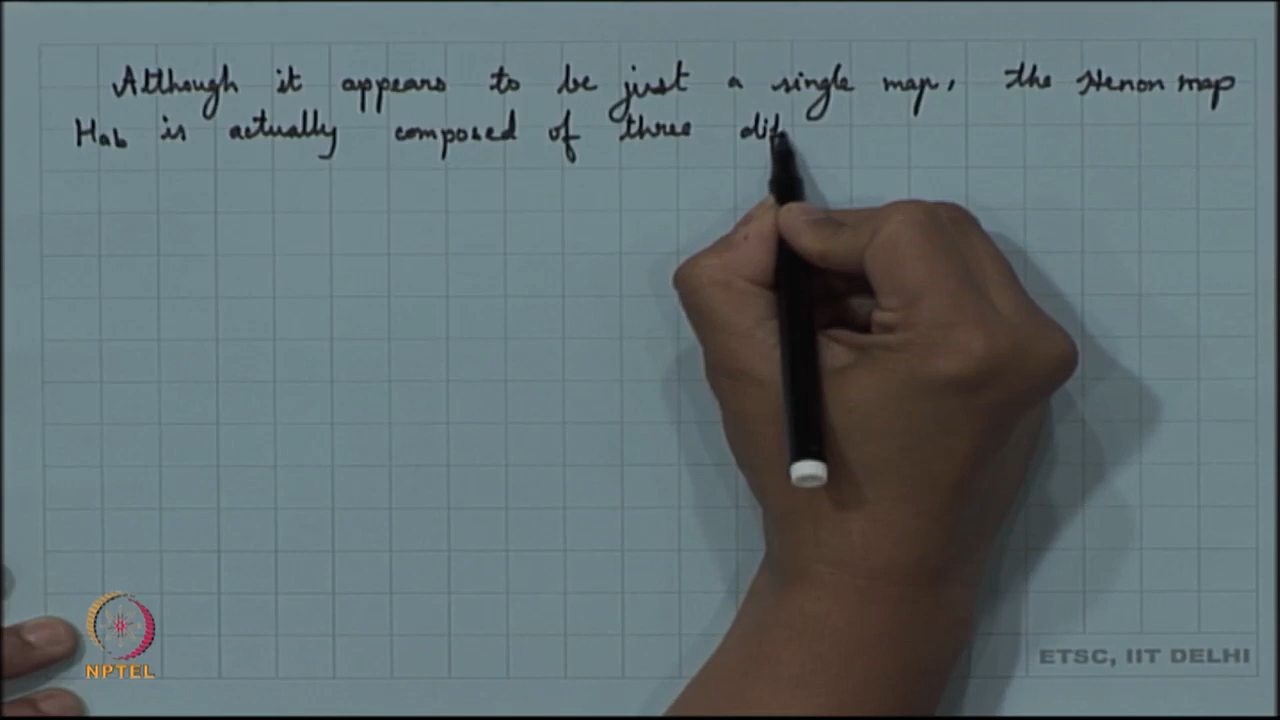 Although it appears to be just a single map, the Henon map
Hab is actually composed of three dif
NPTEL
ETSC, IIT DELHI